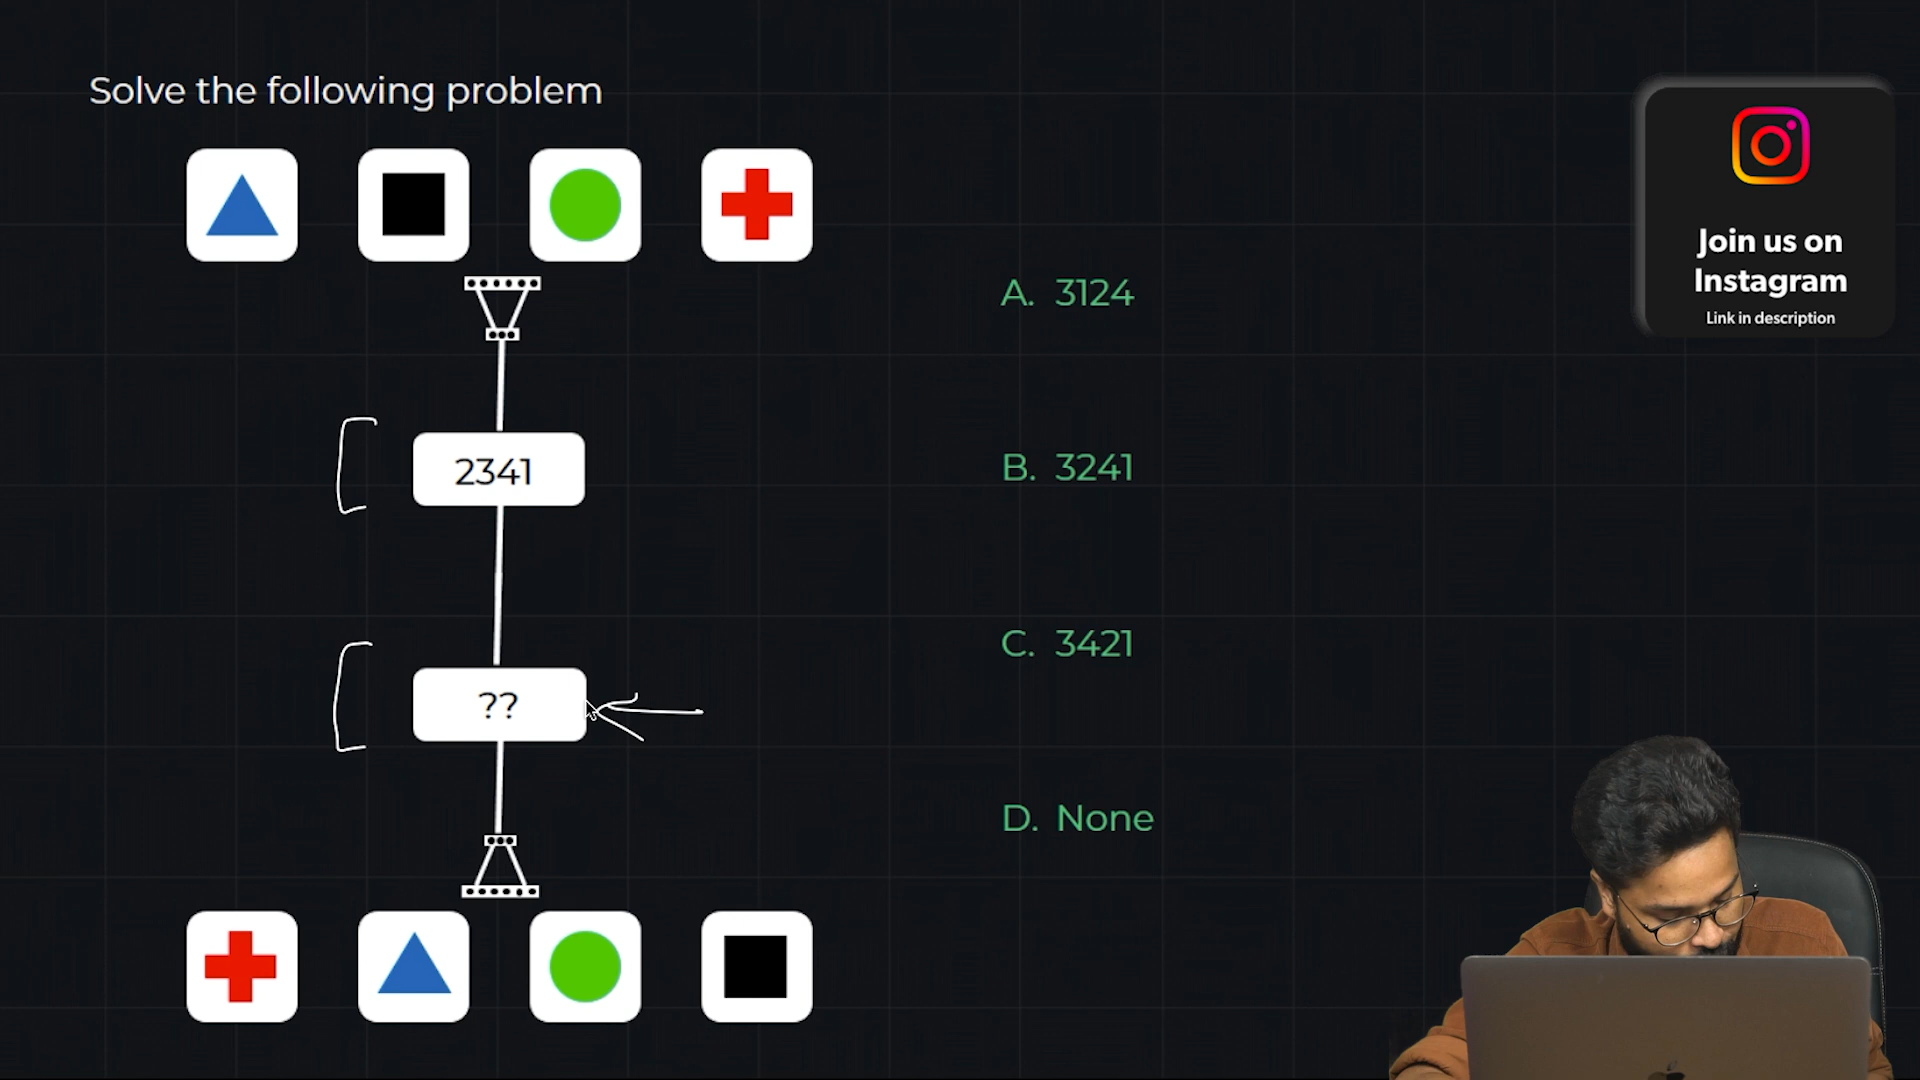 Solve the following problem
Join us on
Instagram
Link in description
A. 3124
2341
B. 3241
C. 3421
??
D. None